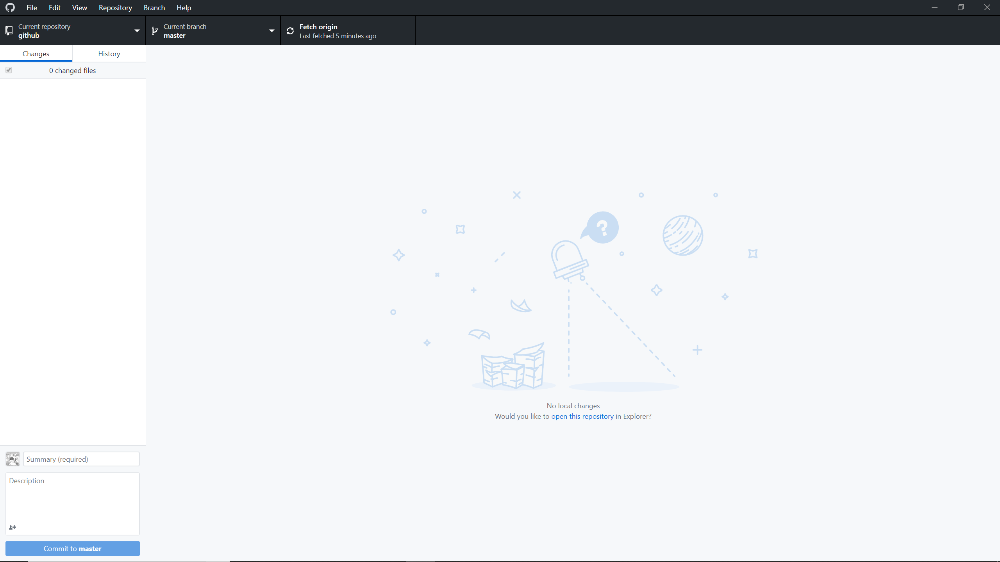 File Edit View Repository Branch Help
Current repository
github
Current branch
master
Fetch origin
Last fetched 5 minutes ago
Changes
History
0 changed files
?
No local changes
Would you like to open this repository in Explorer?
Summary (required)
Description
Commit to master